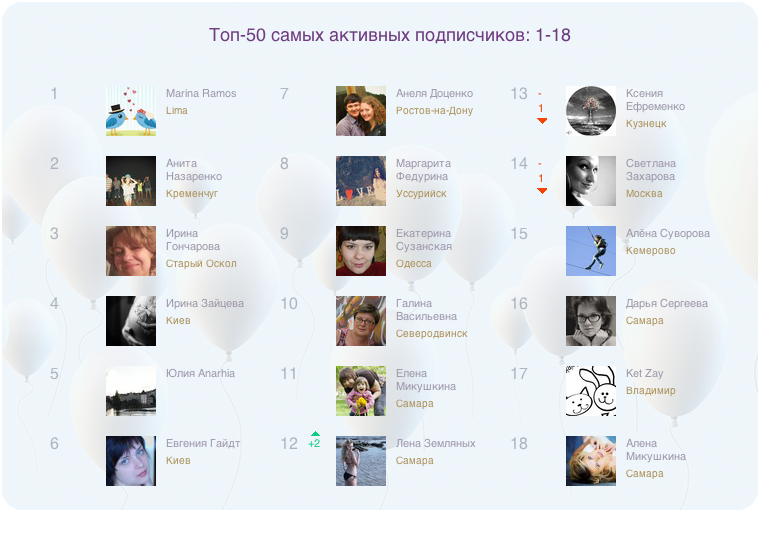 Топ-50 самых активных подписчиков: 1-18
1
Marina Ramos
Lima
2
Анита
Назаренко
Кременчуг
3
Ирина
Гончарова
Старый Оскол
4
Ирина Зайцева
Киев
5
Юлия Anarhia
6
Евгения Гайдт
Киев
7
Анеля Доценко
Ростов-на-Дону
8
LOVE
Маргарита
Федурина
Уссурийск
9
Екатерина
Сузанская
Одесса
10
Галина
Васильевна
Северодвинск
11
Елена
Микушкина
Самара
12
+2
Лена Земляных
Самара
13
-
1
Ксения
Ефременко
Кузнецк
14
-
1
Светлана
Захарова
Москва
15
Алёна Суворова
Кемерово
16
Дарья Сергеева
Самара
17
Ket Zay
Владимир
18
Алена
Микушкина
Самара